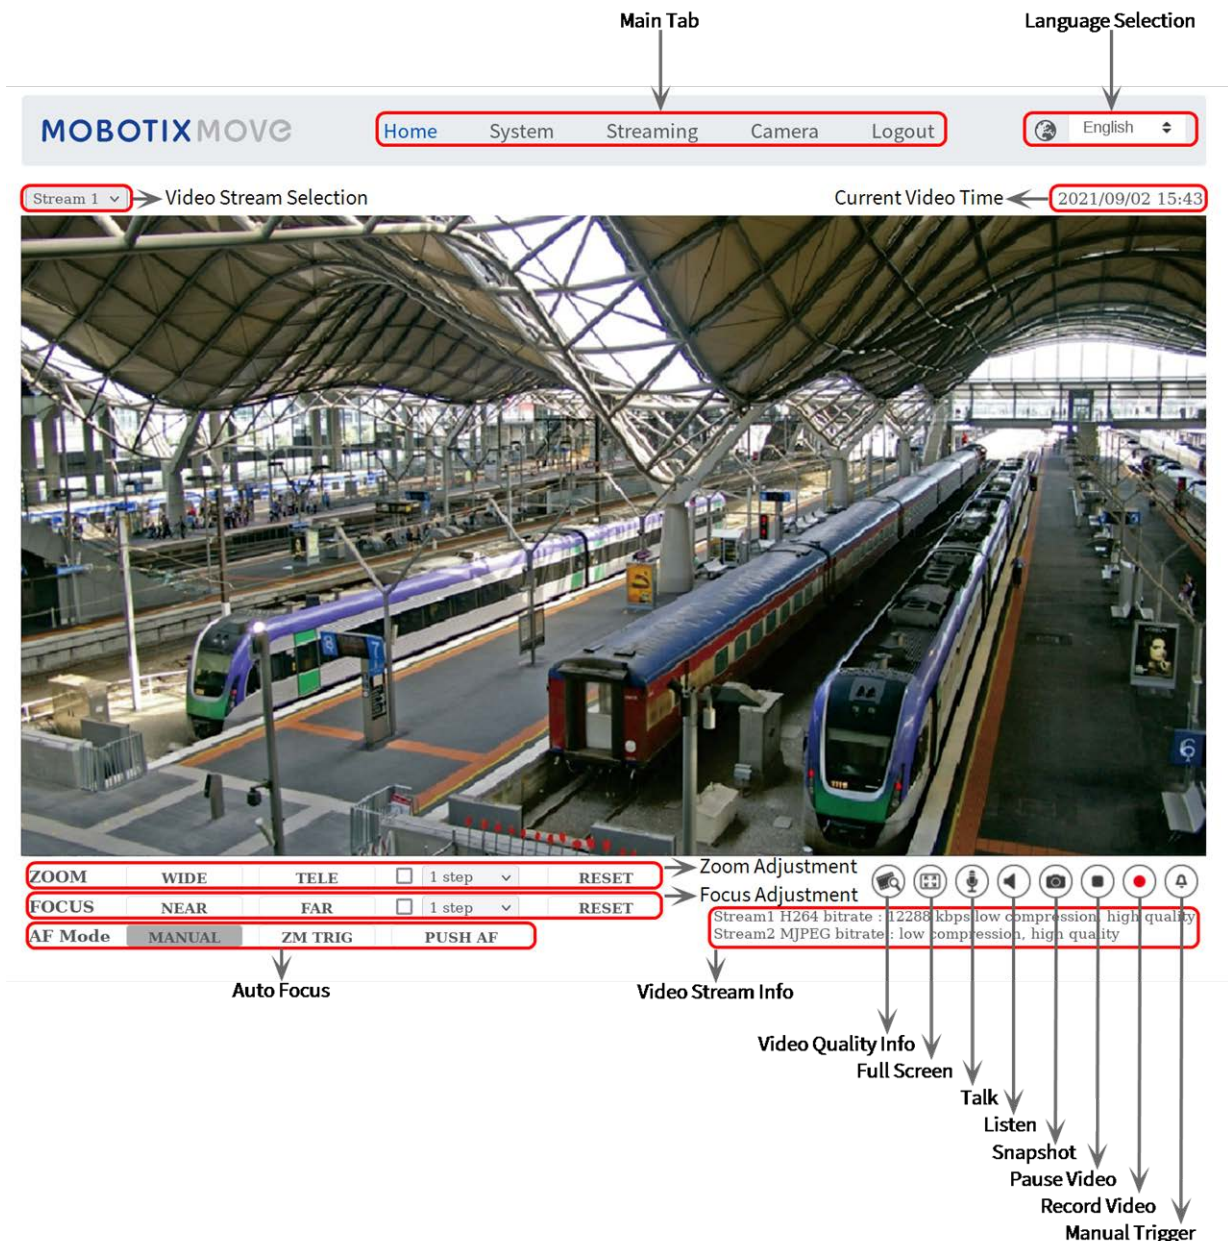 Main Tab
Language Selection
MOBOTIX MOVE
Home System Streaming Camera Logout
English
Stream 1
Video Stream Selection
Current Video Time
2021/09/02 15:43
8
7
6
ZOOM WIDE TELE 1 step RESET
Zoom Adjustment
FOCUS NEAR FAR 1 step RESET
Focus Adjustment
AF Mode MANUAL ZM TRIG PUSH AF
Stream1 H264 bitrate : 12288 kbps low compression, high quality
Stream2 MJPEG bitrate : low compression, high quality
Auto Focus
Video Stream Info
Video Quality Info
Full Screen
Talk
Listen
Snapshot
Pause Video
Record Video
Manual Trigger